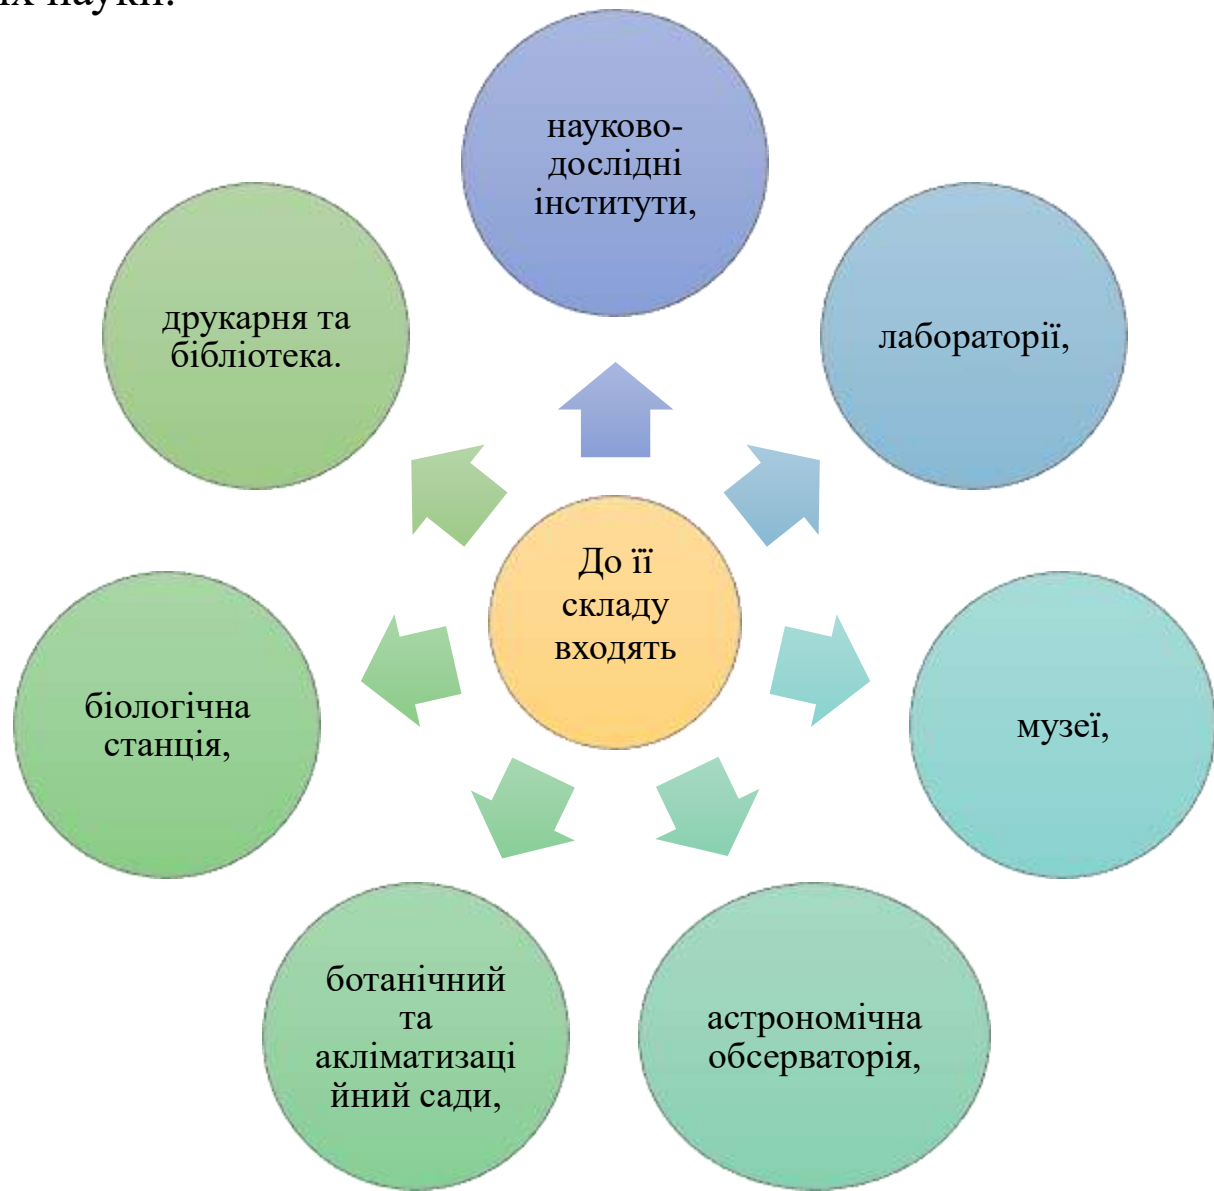 науки.
До її
складу
входять
науково-
дослідні
інститути,
лабораторії,
музеї,
астрономічна
обсерваторія,
ботанічний
та
акліматизаці
йний сади,
біологічна
станція,
друкарня та
бібліотека.